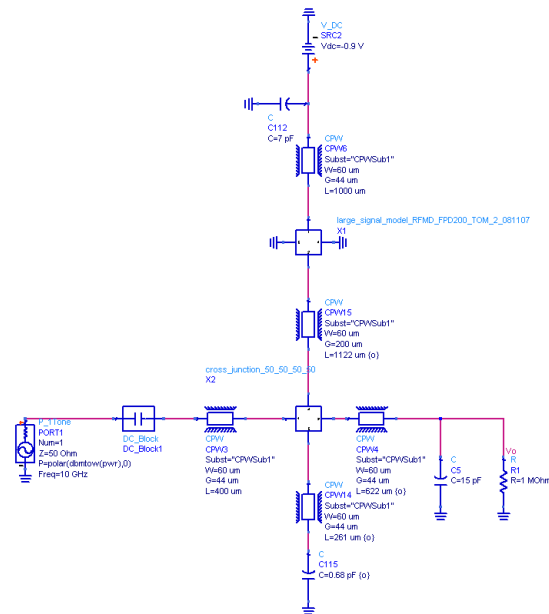 V_DC
SRC2
Vdc=-0.9 V
C
C112
C=7 pF
CPW
CPW6
Subst="CPWSub1"
W=60 um
G=44 um
L=1000 um
large_signal_model_RFMD_FPD200_TOM_2_081107
X1
CPW
CPW15
Subst="CPWSub1"
W=60 um
G=200 um
L=1122 um {o}
cross_junction_50_50_50_50
X2
P_1Tone
PORT1
Num=1
Z=50 Ohm
P=polar(dbmtow(pwr),0)
Freq=10 GHz
DC_Block
DC_Block1
CPW
CPW3
Subst="CPWSub1"
W=60 um
G=44 um
L=400 um
CPW
CPW4
Subst="CPWSub1"
W=60 um
G=44 um
L=622 um {o}
C
C5
C=15 pF
Vo
R
R1
R=1 MOhm
CPW
CPW14
Subst="CPWSub1"
W=60 um
G=44 um
L=261 um {o}
C
C115
C=0.68 pF {o}